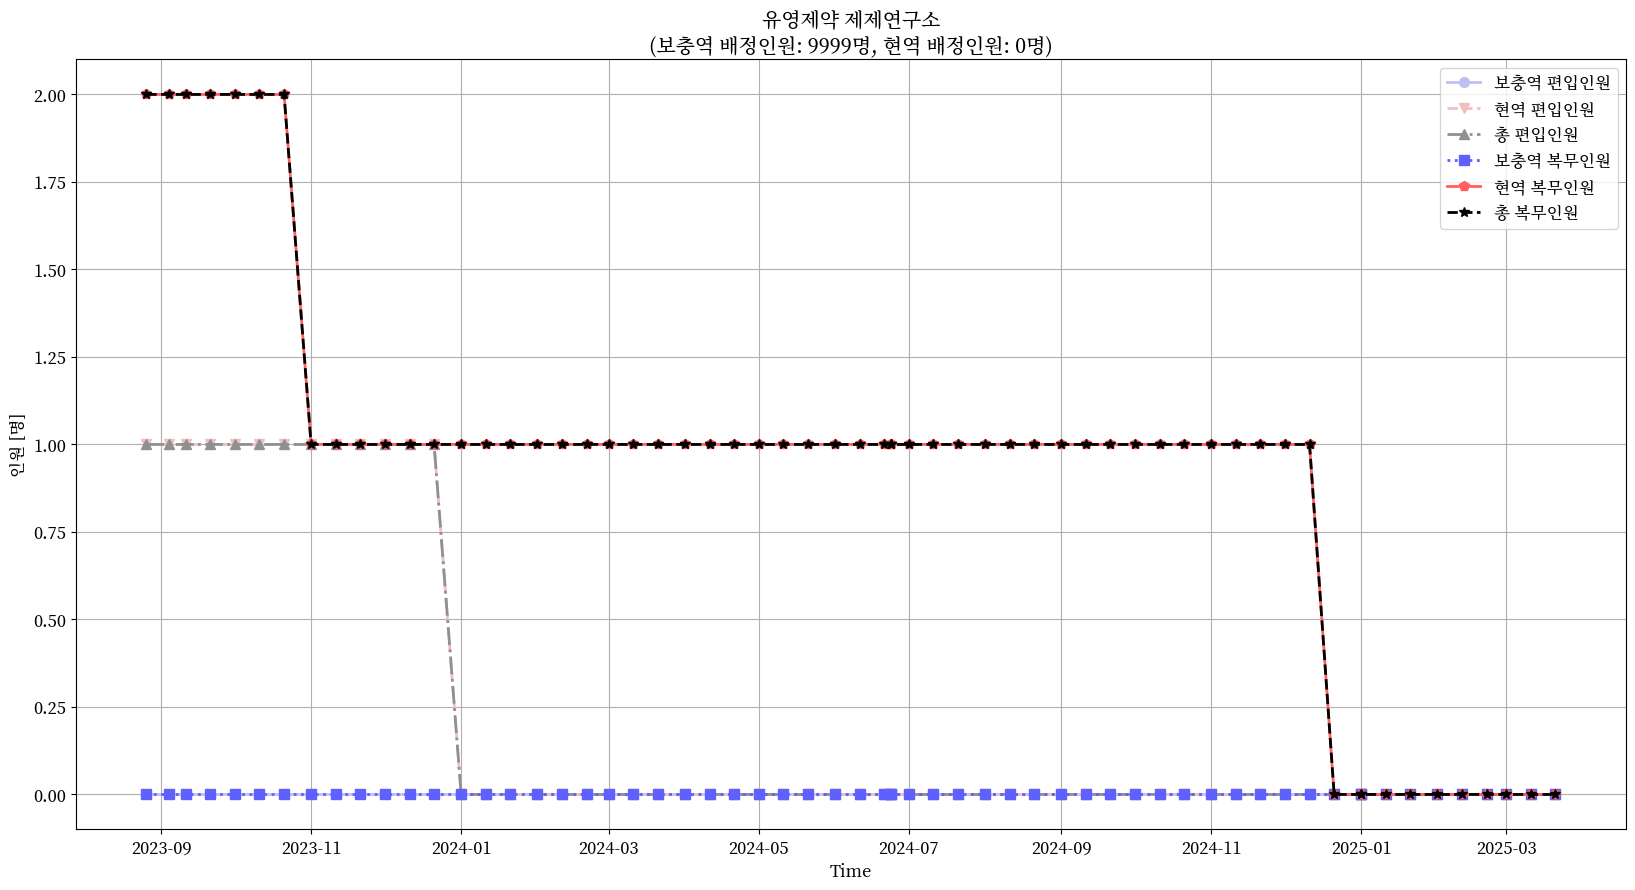 유영제약 제제연구소
(보충역 배정인원: 9999명, 현역 배정인원: 0명)
보충역 편입인원
현역 편입인원
총 편입인원
보충역 복무인원
현역 복무인원
총 복무인원
인원 [명]
2.00
1.75
1.50
1.25
1.00
0.75
0.50
0.25
0.00
2023-09
2023-11
2024-01
2024-03
2024-05
2024-07
2024-09
2024-11
2025-01
2025-03
Time